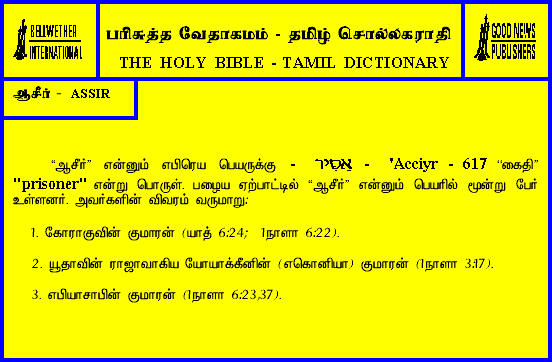 BELLWETHER
INTERNATIONAL
பரிசுத்த வேதாகமம் - தமிழ் சொல்லகராதி
THE HOLY BIBLE - TAMIL DICTIONARY
GOOD NEWS
PUBLISHERS
ஆசீர் - ASSIR
“ஆசீர்” என்னும் எபிரெய பெயருக்கு - אַסִּיר - 'Acciyr - 617 “கைதி”
"prisoner" என்று பொருள். பழைய ஏற்பாட்டில் “ஆசீர்” என்னும் பெயரில் மூன்று பேர்
உள்ளனர். அவர்களின் விவரம் வருமாறு:
1. கோராகுவின் குமாரன் (யாத் 6:24; 1நாளா 6:22).
2. யூதாவின் ராஜாவாகிய யோயாக்கீனின் (எகொனியா) குமாரன் (1நாளா 3:17).
3. எபியாசாபின் குமாரன் (1நாளா 6:23,37).